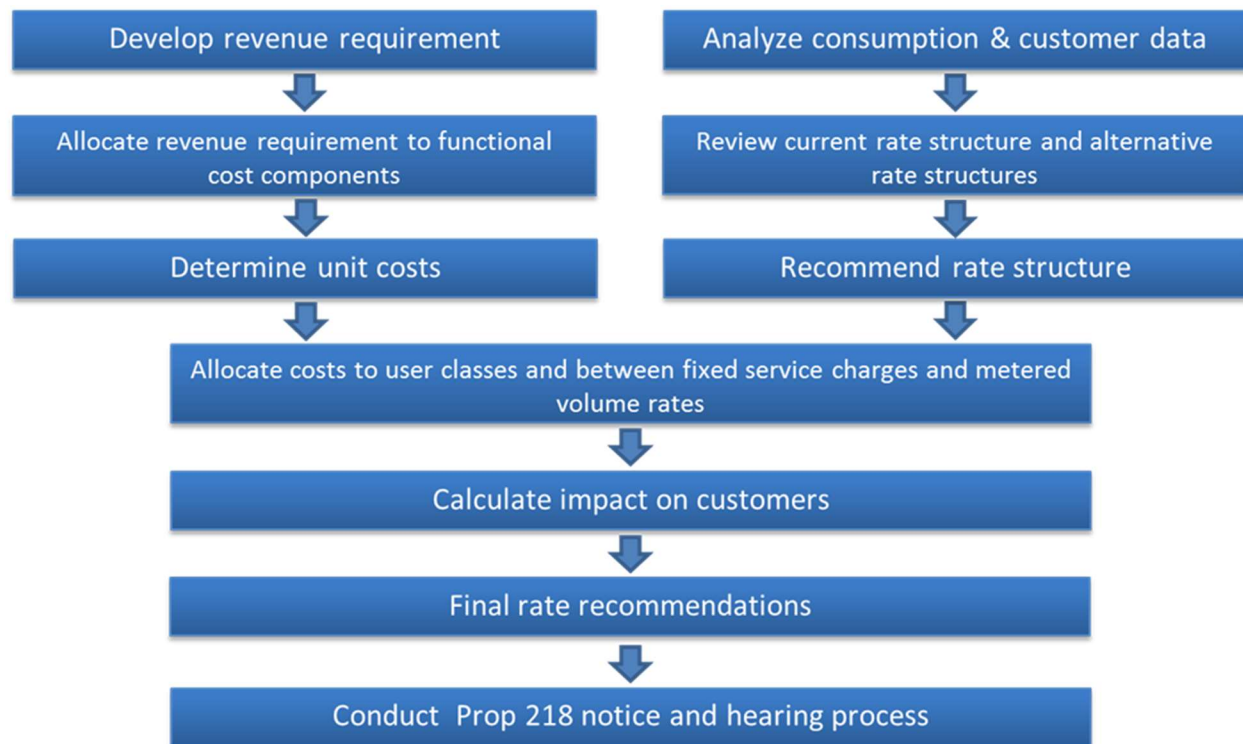 Develop revenue requirement
Analyze consumption & customer data
Allocate revenue requirement to functional
cost components
Review current rate structure and alternative
rate structures
Determine unit costs
Recommend rate structure
Allocate costs to user classes and between fixed service charges and metered
volume rates
Calculate impact on customers
Final rate recommendations
Conduct  Prop 218 notice and hearing process